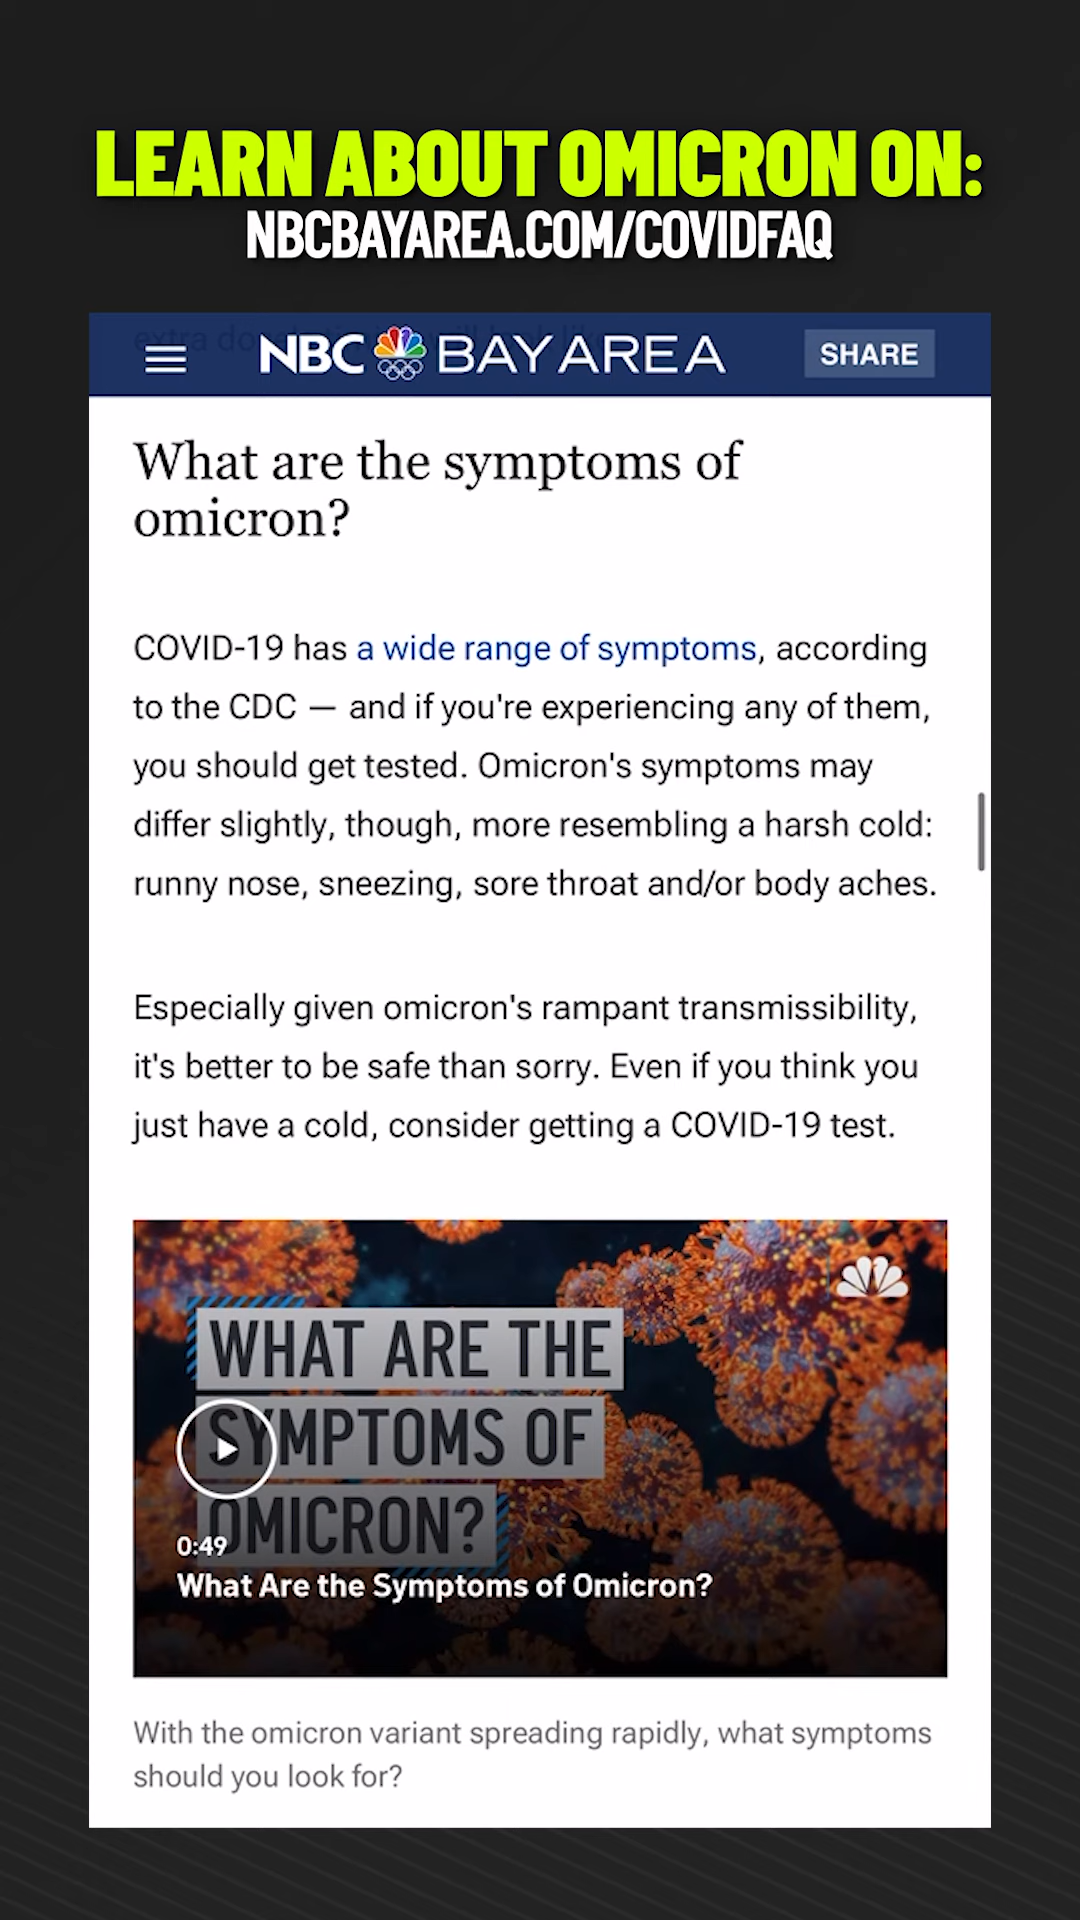 LEARN ABOUT OMICRON ON:
NBCBAYAREA.COM/COVIDFAQ
NBC BAY AREA
SHARE
What are the symptoms of
omicron?
COVID-19 has a wide range of symptoms, according
to the CDC — and if you're experiencing any of them,
you should get tested. Omicron's symptoms may
differ slightly, though, more resembling a harsh cold:
runny nose, sneezing, sore throat and/or body aches.
Especially given omicron's rampant transmissibility,
it's better to be safe than sorry. Even if you think you
just have a cold, consider getting a COVID-19 test.
WHAT ARE THE
SYMPTOMS OF
OMICRON?
0:49
What Are the Symptoms of Omicron?
With the omicron variant spreading rapidly, what symptoms
should you look for?